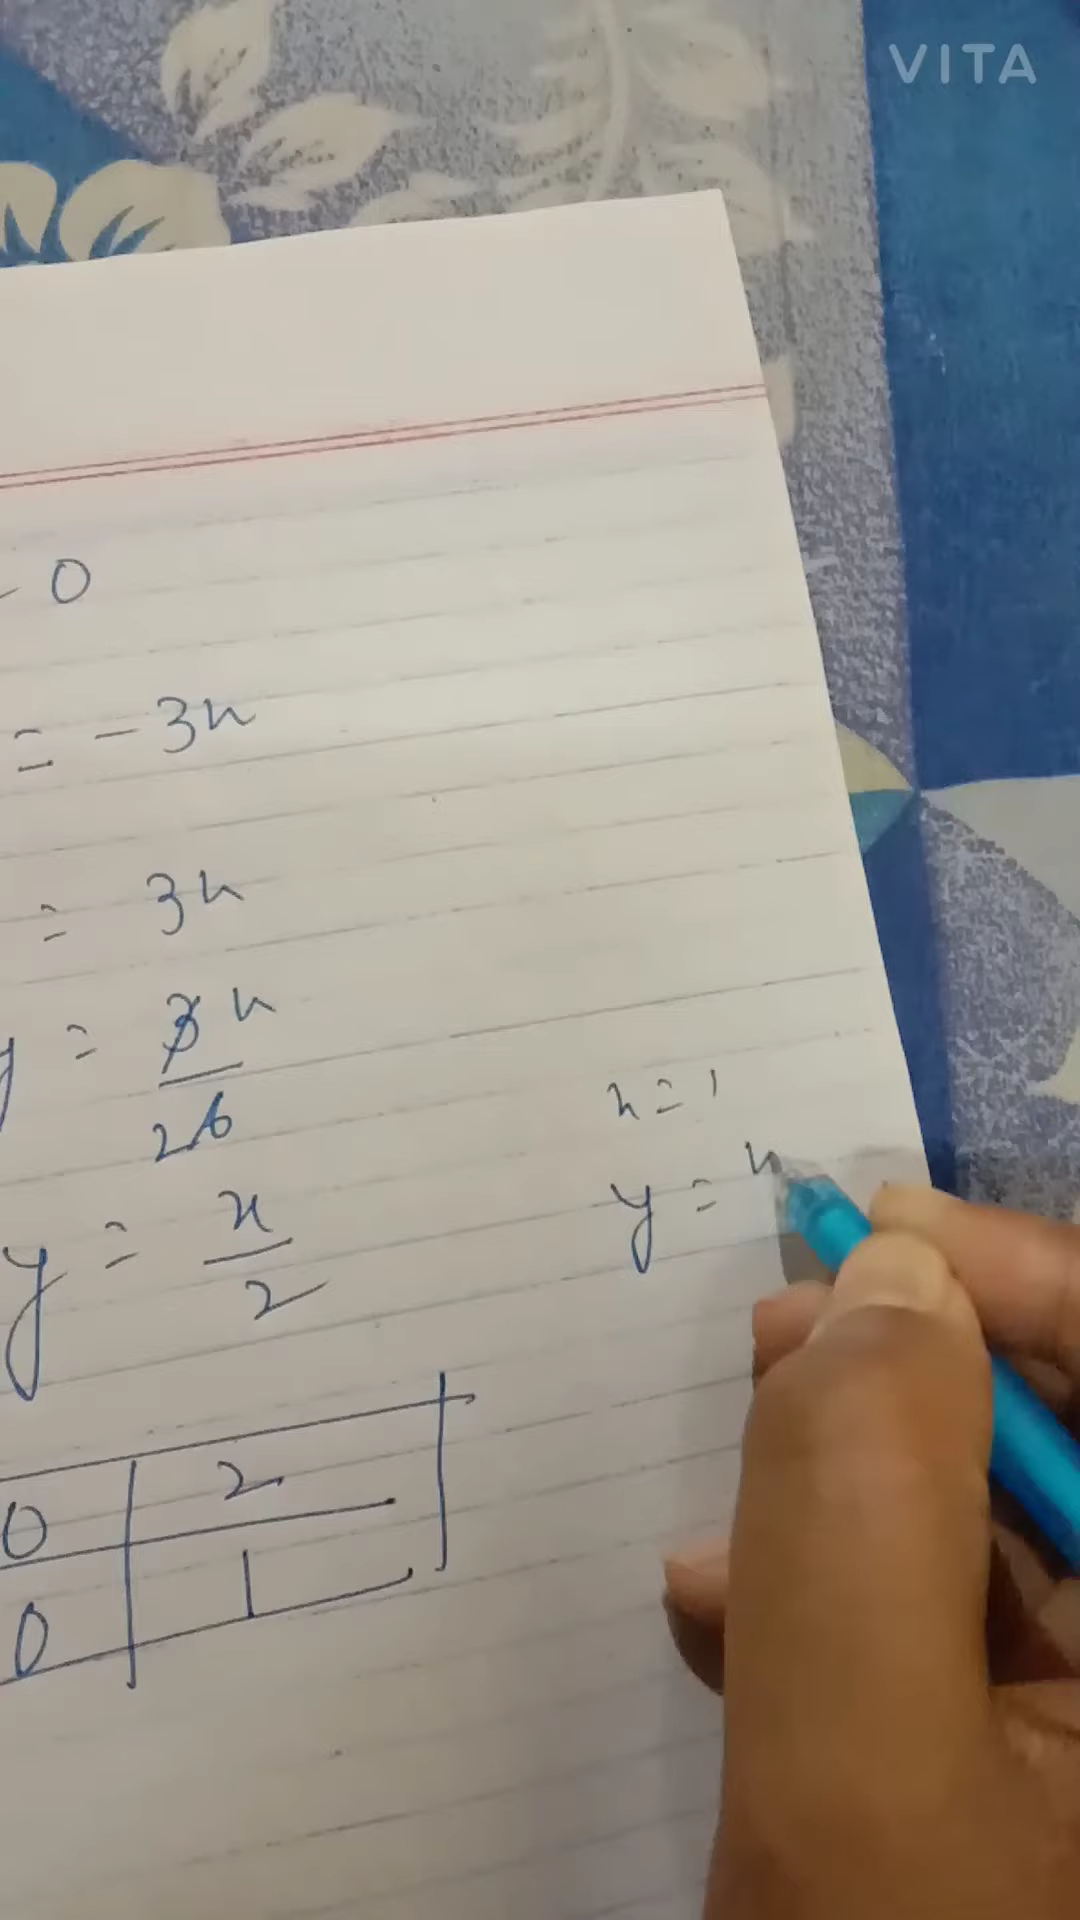 VITA
- 0
= - 3x
= 3x
y = 3x
26
x = 1
y = x
y = x
2
0 2
0 1